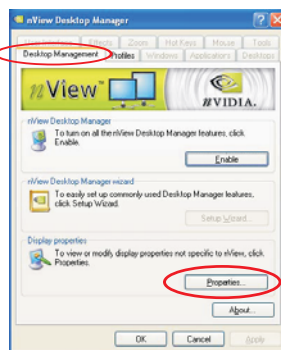 nView Desktop Manager
User Interface Effects Zoom Hot Keys Mouse Tools
Desktop Management Profiles Windows Applications Desktops
nView
NVIDIA.
nView Desktop Manager
To turn on all the nView Desktop Manager features, click
Enable.
Enable
nView Desktop Manager wizard
To easily set up commonly used Desktop Manager features,
click Setup Wizard.
Setup Wizard...
Display properties
To view or modify display properties not specific to nView, click
Properties.
Properties...
About...
OK Cancel Apply